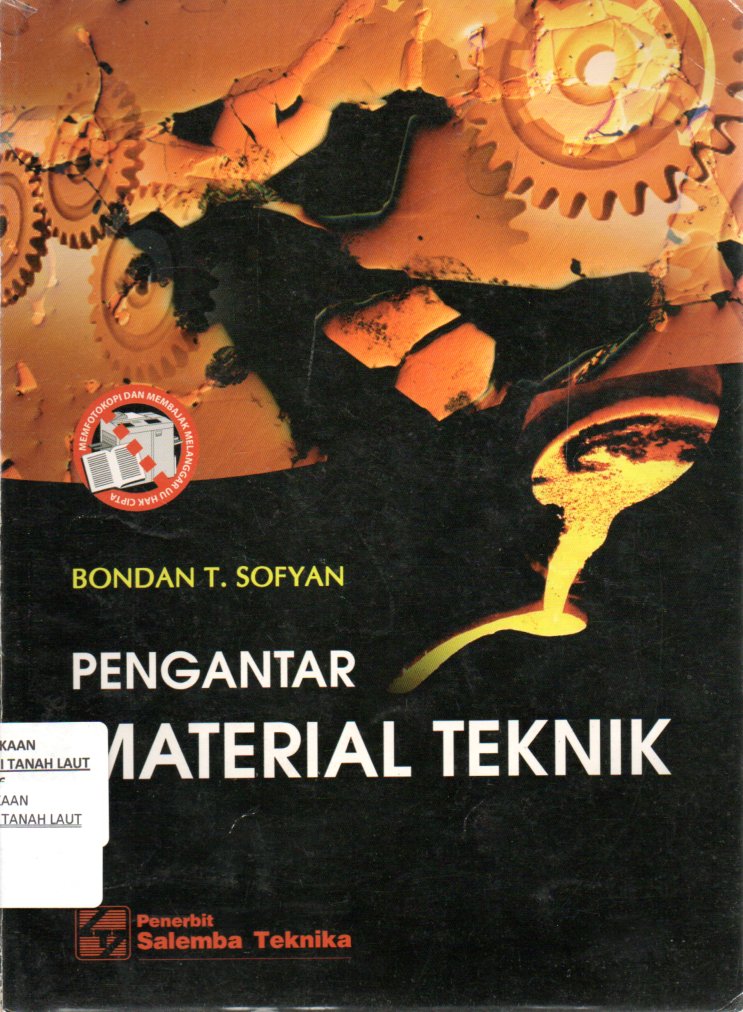 MEMFOTOKOPI DAN MEMBAJAK MELANGGAR UU HAK CIPTA
BONDAN T. SOFYAN
PENGANTAR
MATERIAL TEKNIK
KAAN
I TANAH LAUT
KAAN
TANAH LAUT
Penerbit
Salemba Teknika